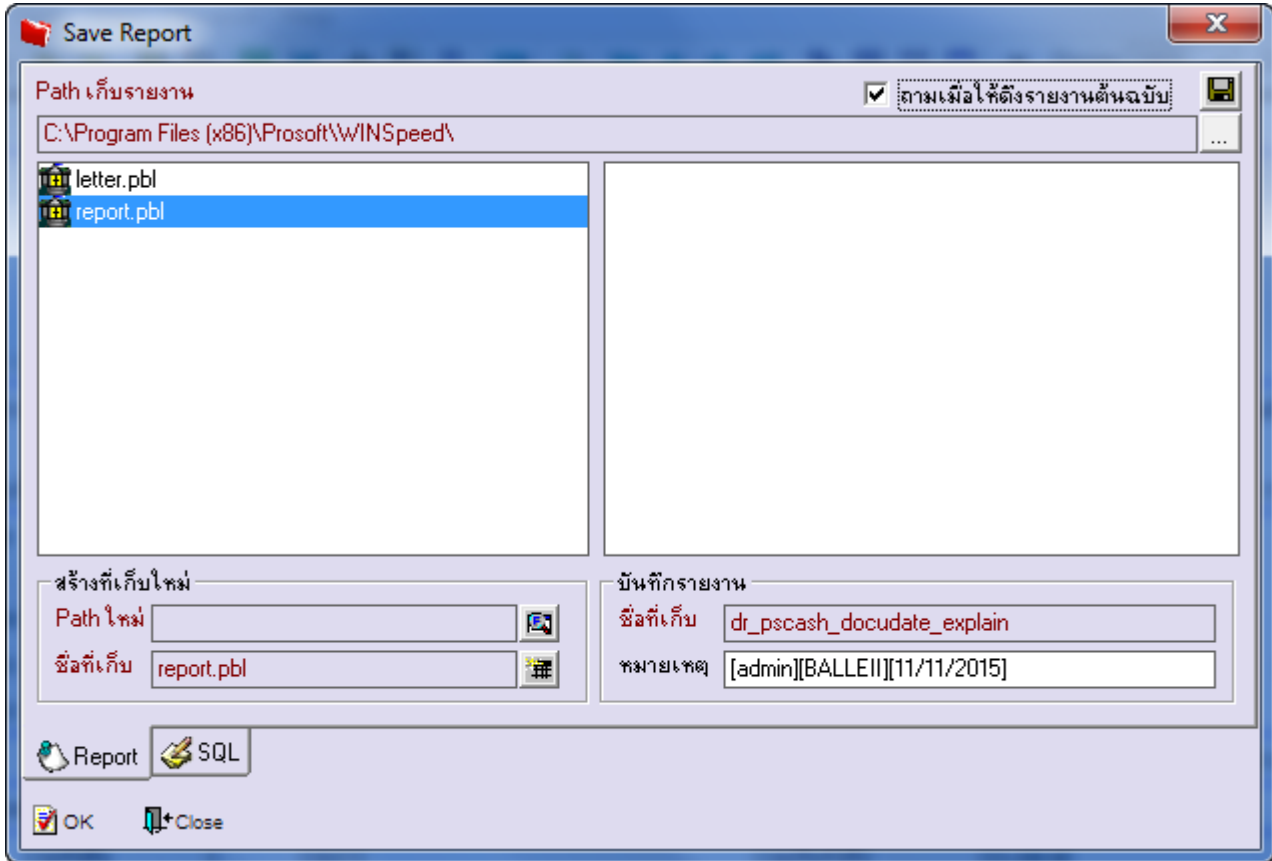 Save Report
Path เก็บรายงาน
ถามเมื่อให้ดึงรายงานต้นฉบับ
C:\Program Files (x86)\Prosoft\WINSpeed\
...
letter.pbl
report.pbl
สร้างที่เก็บใหม่
Path ใหม่
ชื่อที่เก็บ report.pbl
บันทึกรายงาน
ชื่อที่เก็บ dr_pscash_docudate_explain
หมายเหตุ [admin][BALLEII][11/11/2015]
Report SQL
OK Close